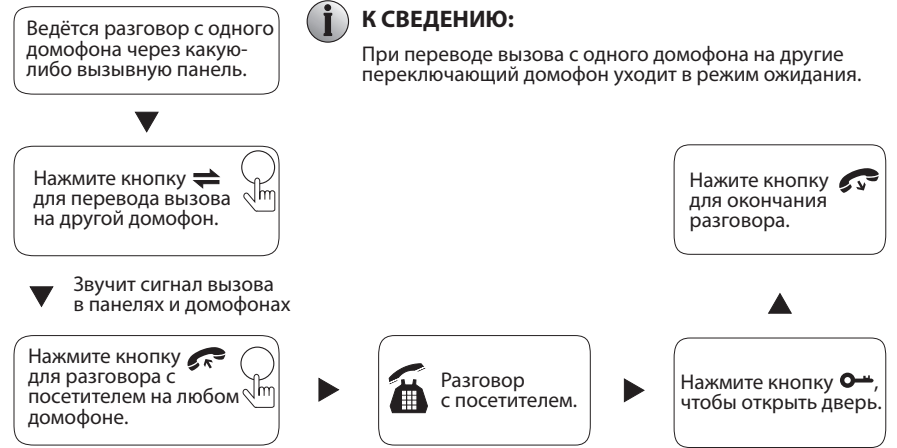 Ведётся разговор с одного
домофона через какую-
либо вызывную панель.
К СВЕДЕНИЮ:
При переводе вызова с одного домофона на другие
переключающий домофон уходит в режим ожидания.
Нажмите кнопку
для перевода вызова
на другой домофон.
Звучит сигнал вызова
в панелях и домофонах
Нажмите кнопку
для разговора с
посетителем на любом
домофоне.
Разговор
с посетителем.
Нажмите кнопку ,
чтобы открыть дверь.
Нажите кнопку
для окончания
разговора.